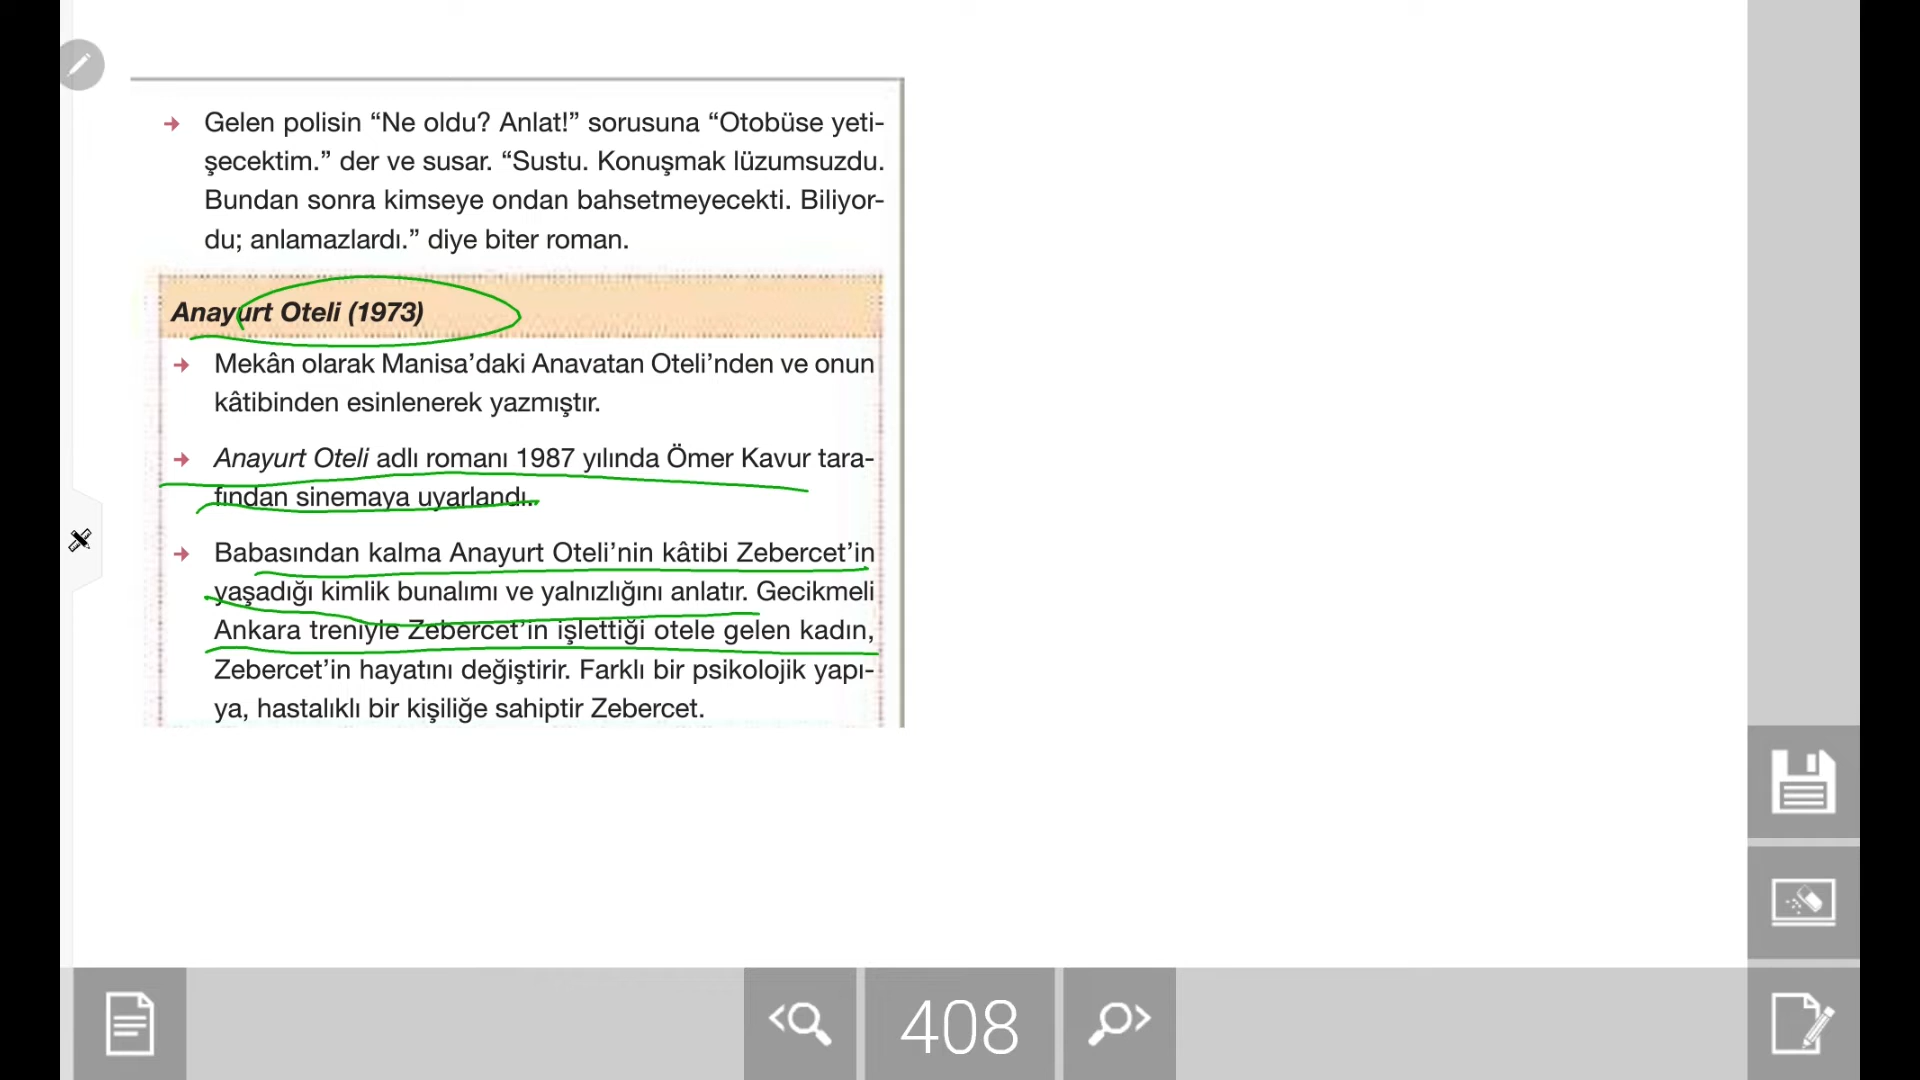 Gelen polisin “Ne oldu? Anlat!” sorusuna “Otobüse yeti-
şecektim.” der ve susar. “Sustu. Konuşmak lüzumsuzdu.
Bundan sonra kimseye ondan bahsetmeyecekti. Biliyor-
du; anlamazlardı.” diye biter roman.
Anayurt Oteli (1973)
Mekân olarak Manisa’daki Anavatan Oteli’nden ve onun
kâtibinden esinlenerek yazmıştır.
Anayurt Oteli adlı romanı 1987 yılında Ömer Kavur tara-
fından sinemaya uyarlandı.
Babasından kalma Anayurt Oteli’nin kâtibi Zebercet’in
yaşadığı kimlik bunalımı ve yalnızlığını anlatır. Gecikmeli
Ankara treniyle Zebercet’in işlettiği otele gelen kadın,
Zebercet’in hayatını değiştirir. Farklı bir psikolojik yapı-
ya, hastalıklı bir kişiliğe sahiptir Zebercet.
408